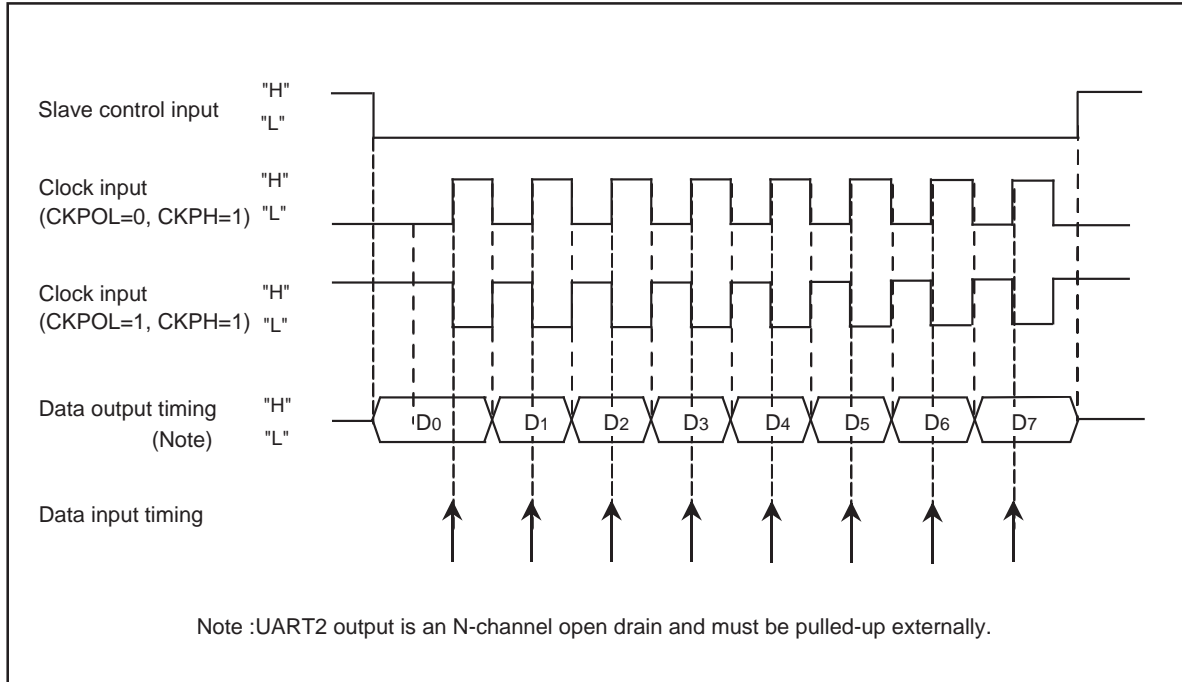 Slave control input "H"
"L"
Clock input "H"
(CKPOL=0, CKPH=1) "L"
Clock input "H"
(CKPOL=1, CKPH=1) "L"
Data output timing "H"
(Note) "L"
D0 D1 D2 D3 D4 D5 D6 D7
Data input timing
Note :UART2 output is an N-channel open drain and must be pulled-up externally.